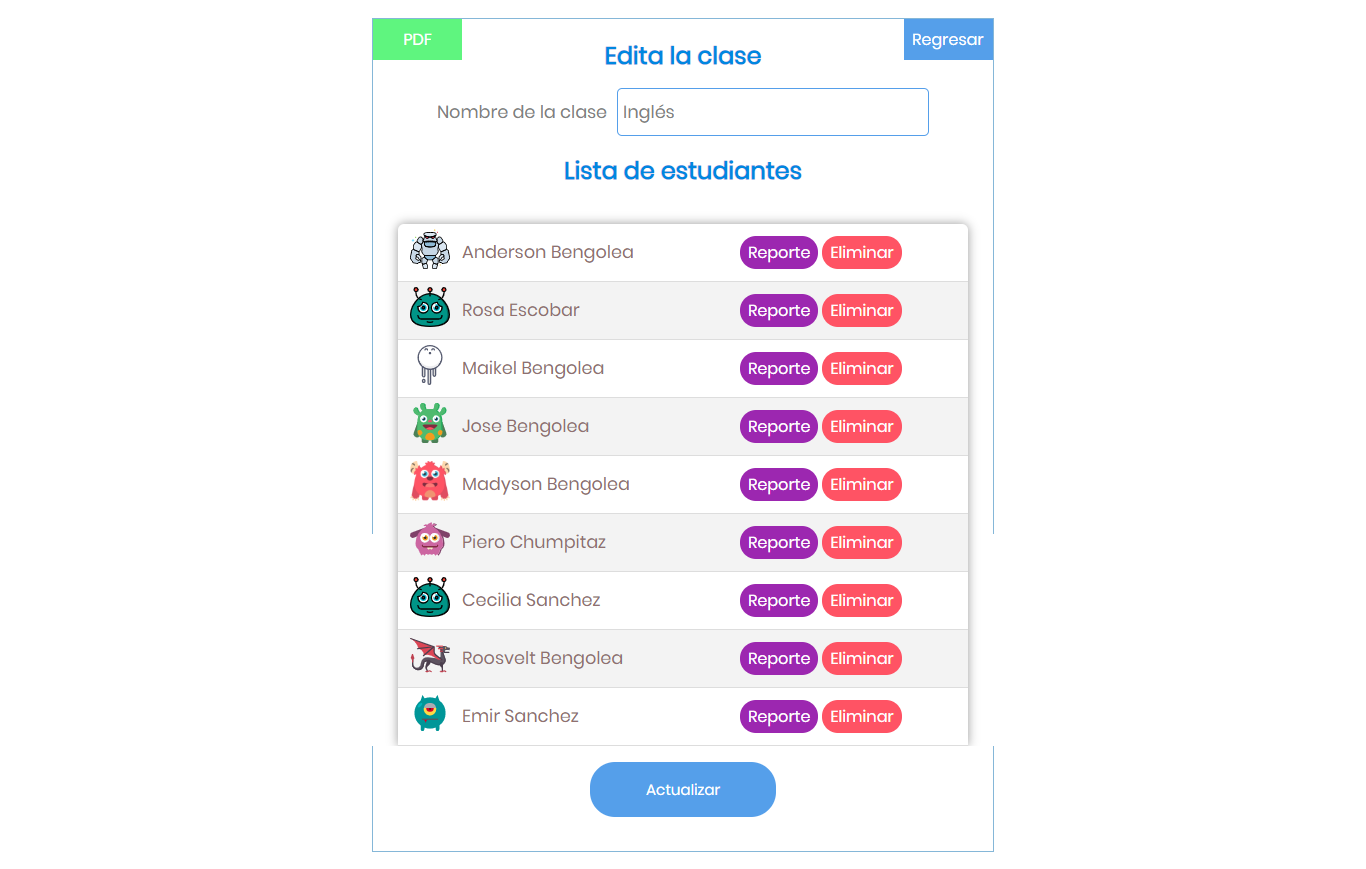 PDF
Regresar
Edita la clase
Nombre de la clase Inglés
Lista de estudiantes
Anderson Bengolea Reporte Eliminar
Rosa Escobar Reporte Eliminar
Maikel Bengolea Reporte Eliminar
Jose Bengolea Reporte Eliminar
Madyson Bengolea Reporte Eliminar
Piero Chumpitaz Reporte Eliminar
Cecilia Sanchez Reporte Eliminar
Roosvelt Bengolea Reporte Eliminar
Emir Sanchez Reporte Eliminar
Actualizar